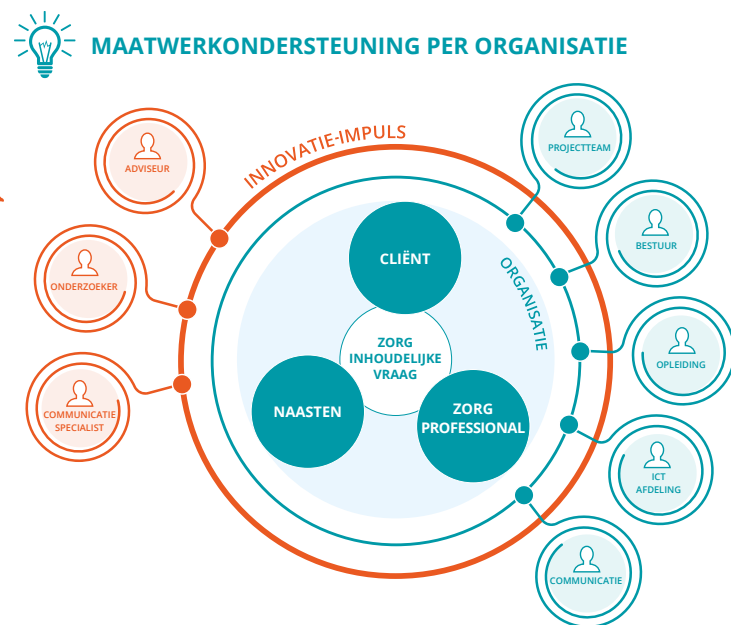 MAATWERKONDERSTEUNING PER ORGANISATIE
INNOVATIE-IMPULS
ADVISEUR
ONDERZOEKER
COMMUNICATIE
SPECIALIST
CLIËNT
ZORG
INHOUDELIJKE
VRAAG
NAASTEN
ZORG
PROFESSIONAL
ORGANISATIE
PROJECTTEAM
BESTUUR
OPLEIDING
ICT
AFDELING
COMMUNICATIE